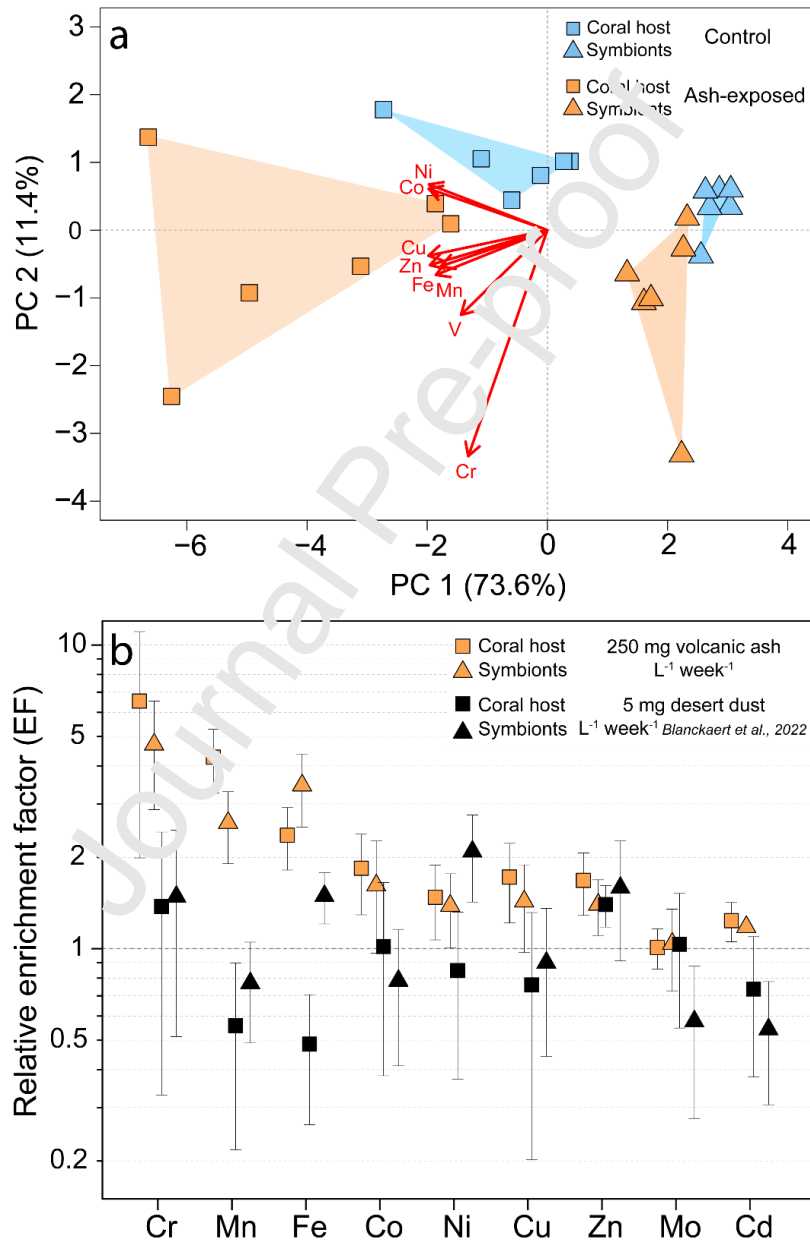 a
Coral host
Symbionts
Control
Coral host
Symbionts
Ash-exposed
3
2
1
0
−1
−2
−3
−4
PC 2 (11.4%)
Ni
Co
Cu
Zn
Fe
Mn
V
Cr
−6
−4
−2
0
2
4
PC 1 (73.6%)
Journal Pre-proof
b
Coral host
250 mg volcanic ash
Symbionts
L⁻¹ week⁻¹
Coral host
5 mg desert dust
Symbionts
L⁻¹ week⁻¹ Blanckaert et al., 2022
10
5
2
1
0.5
0.2
Relative enrichment factor (EF)
Cr Mn Fe Co Ni Cu Zn Mo Cd